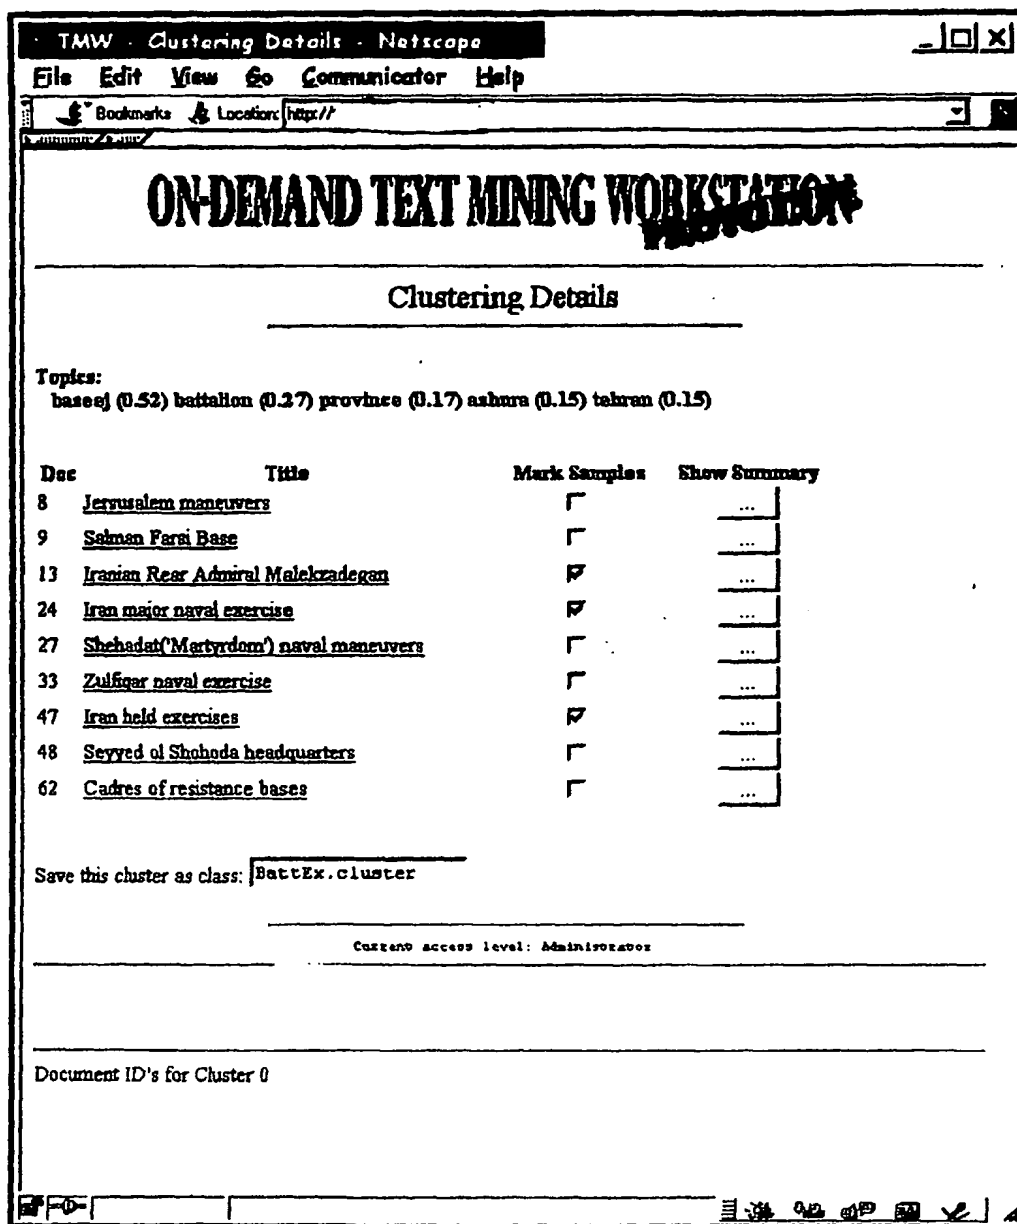 TMW - Clustering Details - Netscape
File Edit View Go Communicator Help
Bookmarks Location: http://
ON-DEMAND TEXT MINING WORKSTATION
Clustering Details
Topics:
baseej (0.52) battalion (0.27) province (0.17) ashura (0.15) tehran (0.15)
Doc Title Mark Samples Show Summary
8 Jerusalem maneuvers ...
9 Salman Farsi Base ...
13 Iranian Rear Admiral Malekzadegan ...
24 Iran major naval exercise ...
27 Shehadat('Martyrdom') naval maneuvers ...
33 Zulfiqar naval exercise ...
47 Iran held exercises ...
48 Seyyed ol Shohoda headquarters ...
62 Cadres of resistance bases ...
Save this cluster as class: BattEx.cluster
Current access level: Administrator
Document ID's for Cluster 0